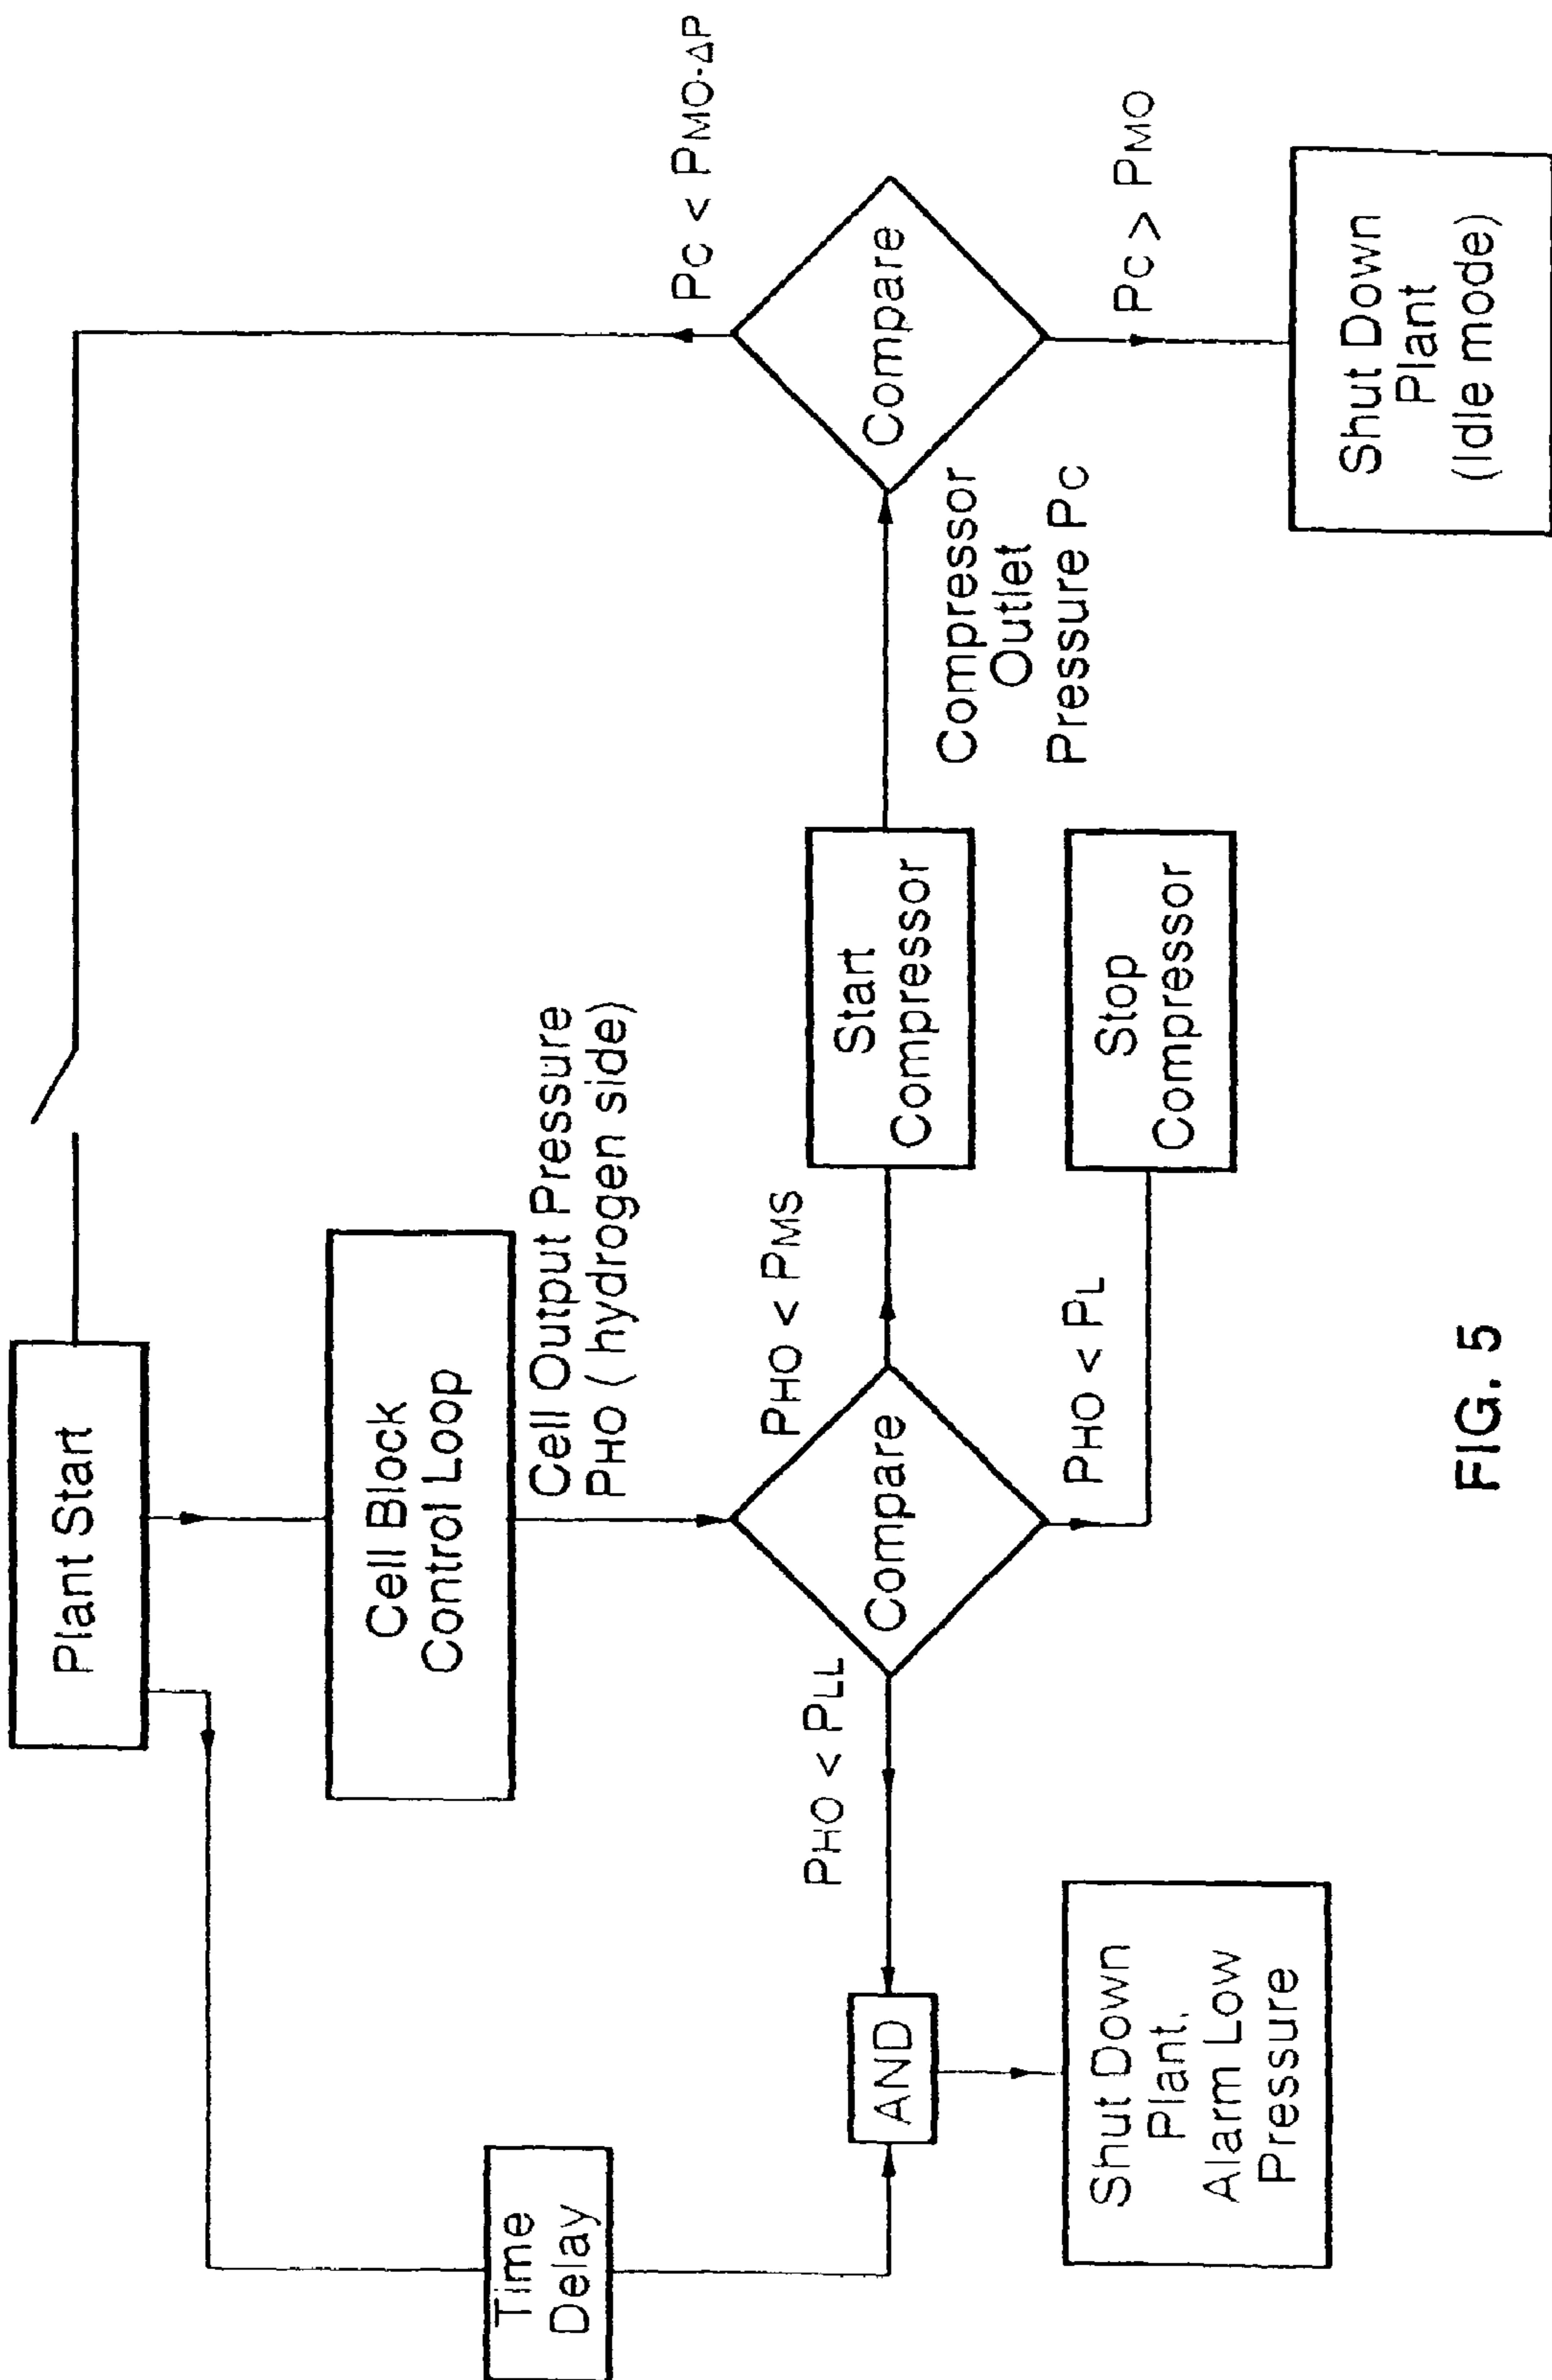 Plant Start
Cell Block
Control Loop
Cell Output Pressure
PHO ( hydrogen side)
Time
Delay
PHO < PLL
Compare
PHO < PMS
PHO < PL
AND
Shut Down
Plant.
Alarm Low
Pressure
Start
Compressor
Stop
Compressor
Compressor
Outlet
Pressure PC
Compare
PC < PMO-ΔP
PC > PMO
Shut Down
Plant
(Idle mode)
FIG. 5